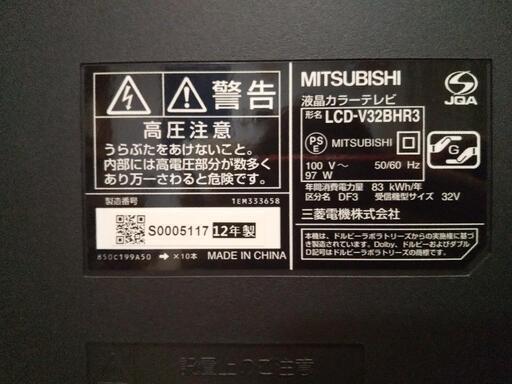 警告
高圧注意
うらぶたをあけないこと。
内部には高電圧部分が数多く
あり万一さわると危険です。
製造番号 1EM333658
S0005117 12年製
850C199A50 → ×10本 MADE IN CHINA
MITSUBISHI
JQA
液晶カラーテレビ
形名 LCD-V32BHR3
PS
E
MITSUBISHI
100 V～ 50/60 Hz
97 W
G
年間消費電力量 83 kWh/年
区分名 DF3 受信機型サイズ 32V
三菱電機株式会社
本機は、ドルビーラボラトリーズからの実施権に基づ
き製造されています。Dolby、ドルビーおよびダブル
D記号はドルビーラボラトリーズの商標です。
設置上のご注意